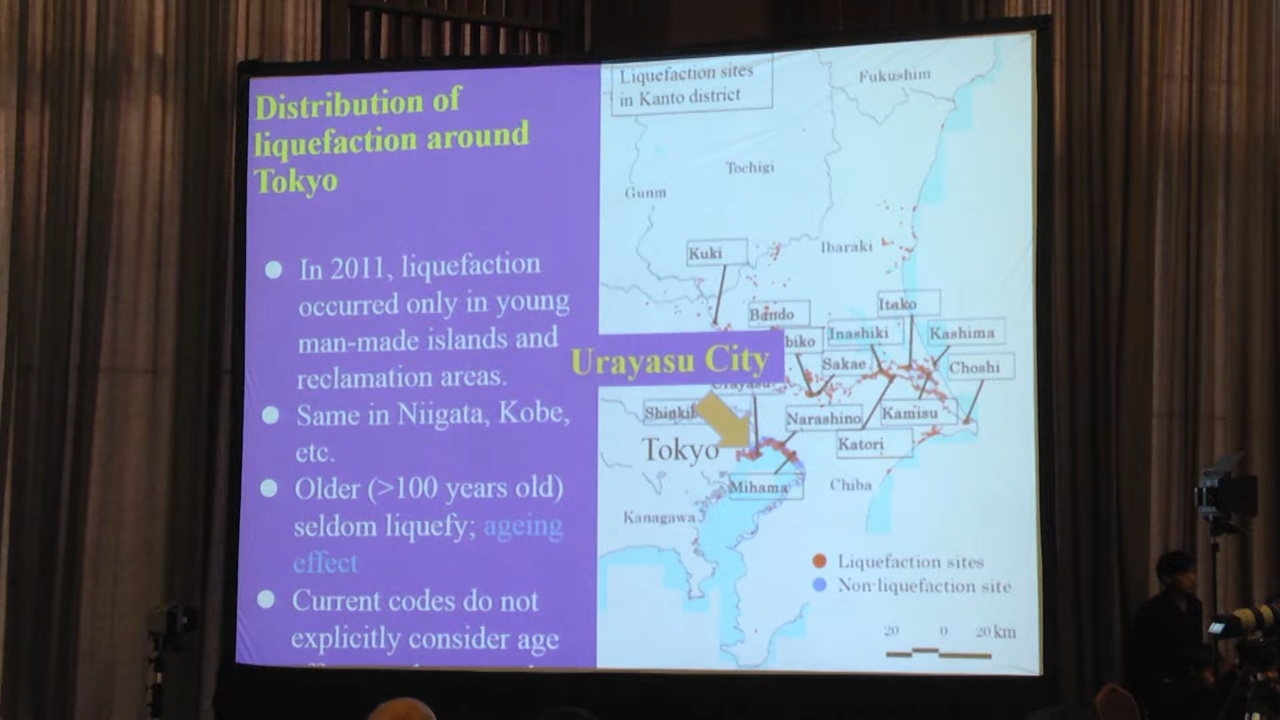 Distribution of
liquefaction around
Tokyo
In 2011, liquefaction
occurred only in young
man-made islands and
reclamation areas.
Same in Niigata, Kobe,
etc.
Older (>100 years old)
seldom liquefy; ageing
effect
Current codes do not
explicitly consider age
Liquefaction sites
in Kanto district
Fukushim
Tochigi
Gunm
Ibaraki
Kuki
Bando
Itako
biko
Inashiki
Kashima
Urayasu City
Sakae
Choshi
Urayasu
Narashino
Kamisu
Tokyo
Katori
Mihama
Chiba
Kanagawa
Liquefaction sites
Non-liquefaction site
20 0 20 km